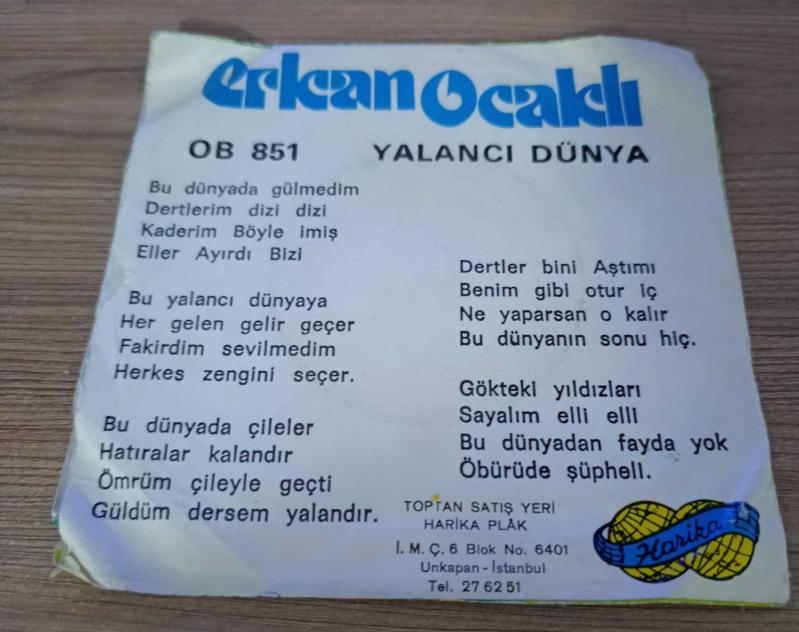 erkan Ocaklı
OB 851 YALANCI DÜNYA
Bu dünyada gülmedim
Dertlerim dizi dizi
Kaderim Böyle imiş
Eller Ayırdı Bizi
Bu yalancı dünyaya
Her gelen gelir geçer
Fakirdim sevilmedim
Herkes zengini seçer.
Bu dünyada çileler
Hatıralar kalandır
Ömrüm çileyle geçti
Güldüm dersem yalandır.
Dertler bini Aştımı
Benim gibi otur iç
Ne yaparsan o kalır
Bu dünyanın sonu hiç.
Gökteki yıldızları
Sayalım elli elli
Bu dünyadan fayda yok
Öbürüde şüpheli.
TOPTAN SATIŞ YERİ
HARİKA PLÂK
İ. M. Ç. 6 Blok No. 6401
Unkapan - İstanbul
Tel. 27 62 51
Harika